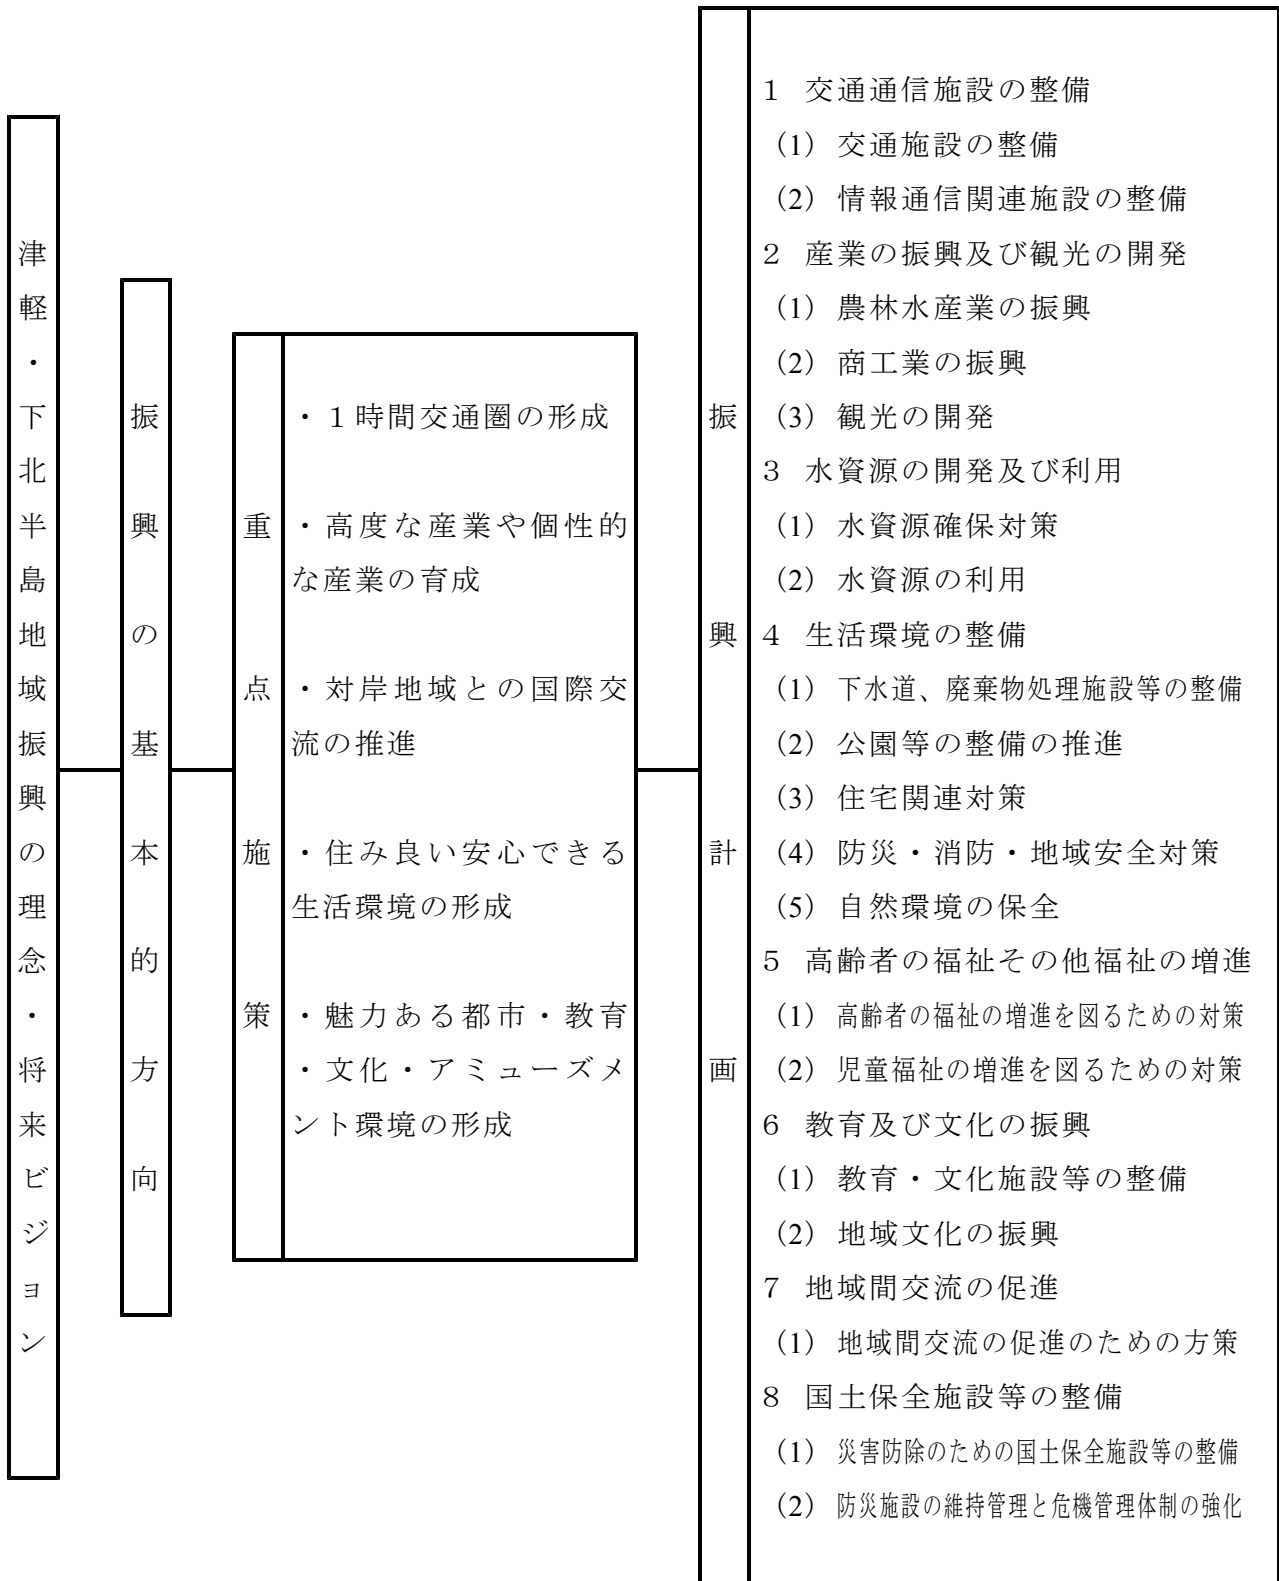 津軽・下北半島地域振興の理念・将来ビジョン
振興の基本的方向
重点施策
・１時間交通圏の形成
・高度な産業や個性的
な産業の育成
・対岸地域との国際交
流の推進
・住み良い安心できる
生活環境の形成
・魅力ある都市・教育
・文化・アミューズメ
ント環境の形成
振興計画
１ 交通通信施設の整備
(1) 交通施設の整備
(2) 情報通信関連施設の整備
２ 産業の振興及び観光の開発
(1) 農林水産業の振興
(2) 商工業の振興
(3) 観光の開発
３ 水資源の開発及び利用
(1) 水資源確保対策
(2) 水資源の利用
４ 生活環境の整備
(1) 下水道、廃棄物処理施設等の整備
(2) 公園等の整備の推進
(3) 住宅関連対策
(4) 防災・消防・地域安全対策
(5) 自然環境の保全
５ 高齢者の福祉その他福祉の増進
(1) 高齢者の福祉の増進を図るための対策
(2) 児童福祉の増進を図るための対策
６ 教育及び文化の振興
(1) 教育・文化施設等の整備
(2) 地域文化の振興
７ 地域間交流の促進
(1) 地域間交流の促進のための方策
８ 国土保全施設等の整備
(1) 災害防除のための国土保全施設等の整備
(2) 防災施設の維持管理と危機管理体制の強化